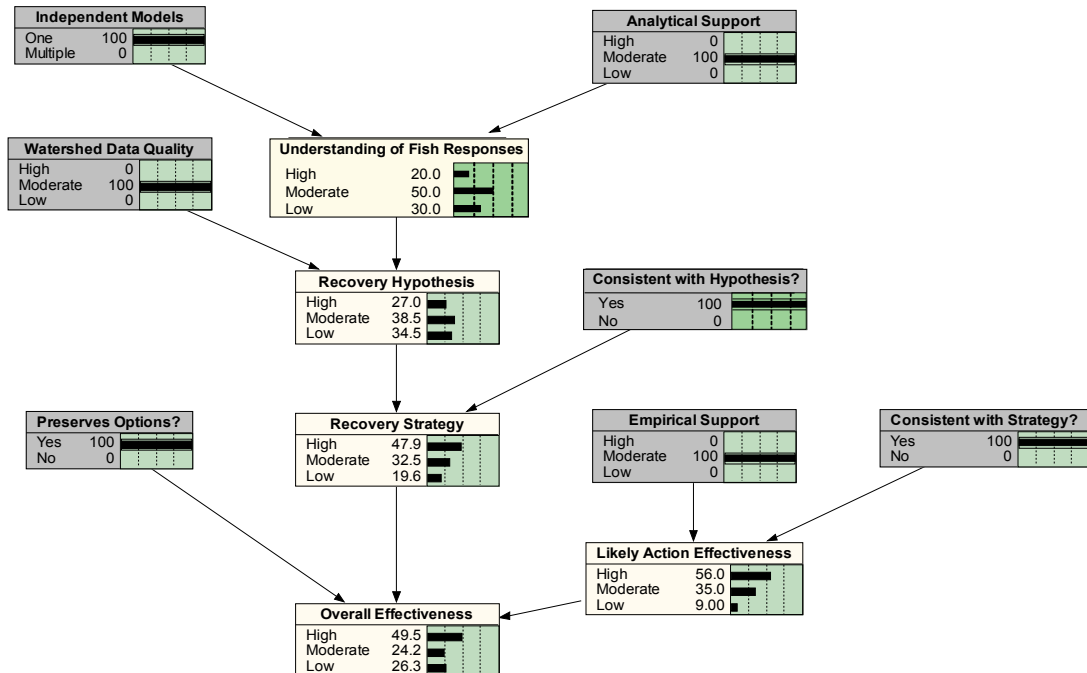 Independent Models
One 100
Multiple 0
Analytical Support
High 0
Moderate 100
Low 0
Watershed Data Quality
High 0
Moderate 100
Low 0
Understanding of Fish Responses
High 20.0
Moderate 50.0
Low 30.0
Recovery Hypothesis
High 27.0
Moderate 38.5
Low 34.5
Consistent with Hypothesis?
Yes 100
No 0
Preserves Options?
Yes 100
No 0
Recovery Strategy
High 47.9
Moderate 32.5
Low 19.6
Empirical Support
High 0
Moderate 100
Low 0
Consistent with Strategy?
Yes 100
No 0
Likely Action Effectiveness
High 56.0
Moderate 35.0
Low 9.00
Overall Effectiveness
High 49.5
Moderate 24.2
Low 26.3